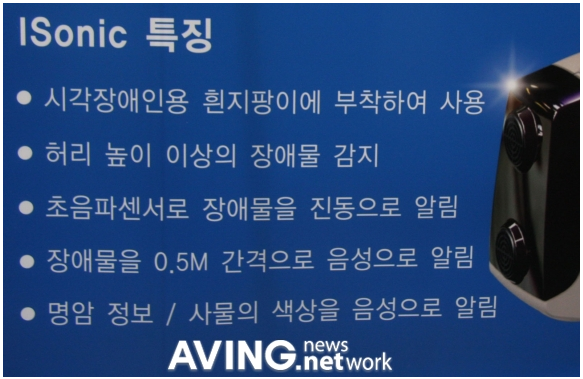 ISonic 특징
● 시각장애인용 흰지팡이에 부착하여 사용
● 허리 높이 이상의 장애물 감지
● 초음파센서로 장애물을 진동으로 알림
● 장애물을 0.5M 간격으로 음성으로 알림
● 명암 정보 / 사물의 색상을 음성으로 알림
AVING.news network